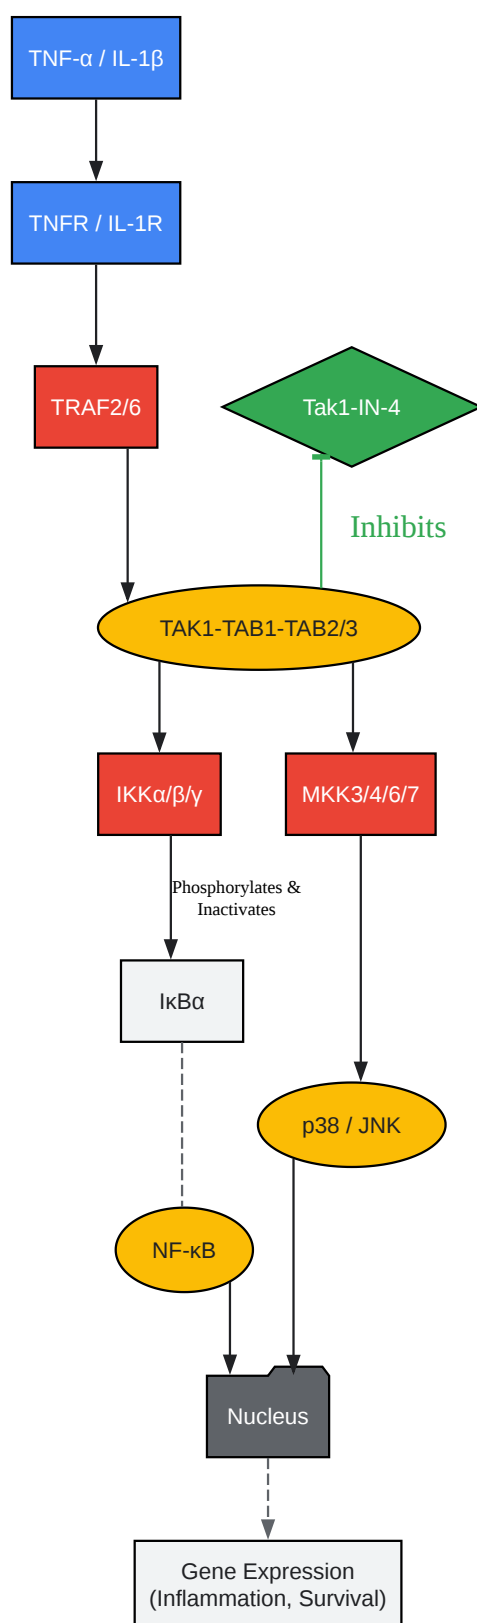 TNF-α / IL-1β
TNFR / IL-1R
TRAF2/6
Tak1-IN-4
Inhibits
TAK1-TAB1-TAB2/3
IKKα/β/γ
MKK3/4/6/7
Phosphorylates &
Inactivates
IκBα
p38 / JNK
NF-κB
Nucleus
Gene Expression
(Inflammation, Survival)